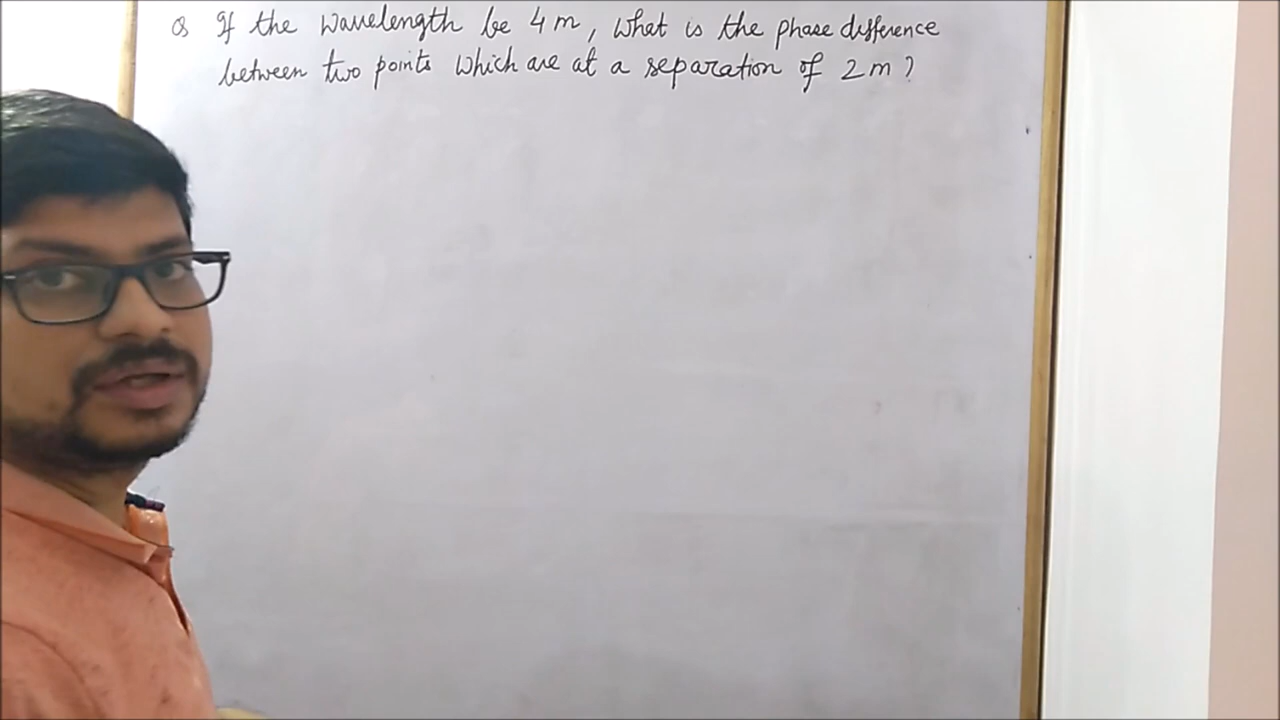 Q If the wavelength be 4 m, What is the phase difference
between two points which are at a separation of 2 m ?